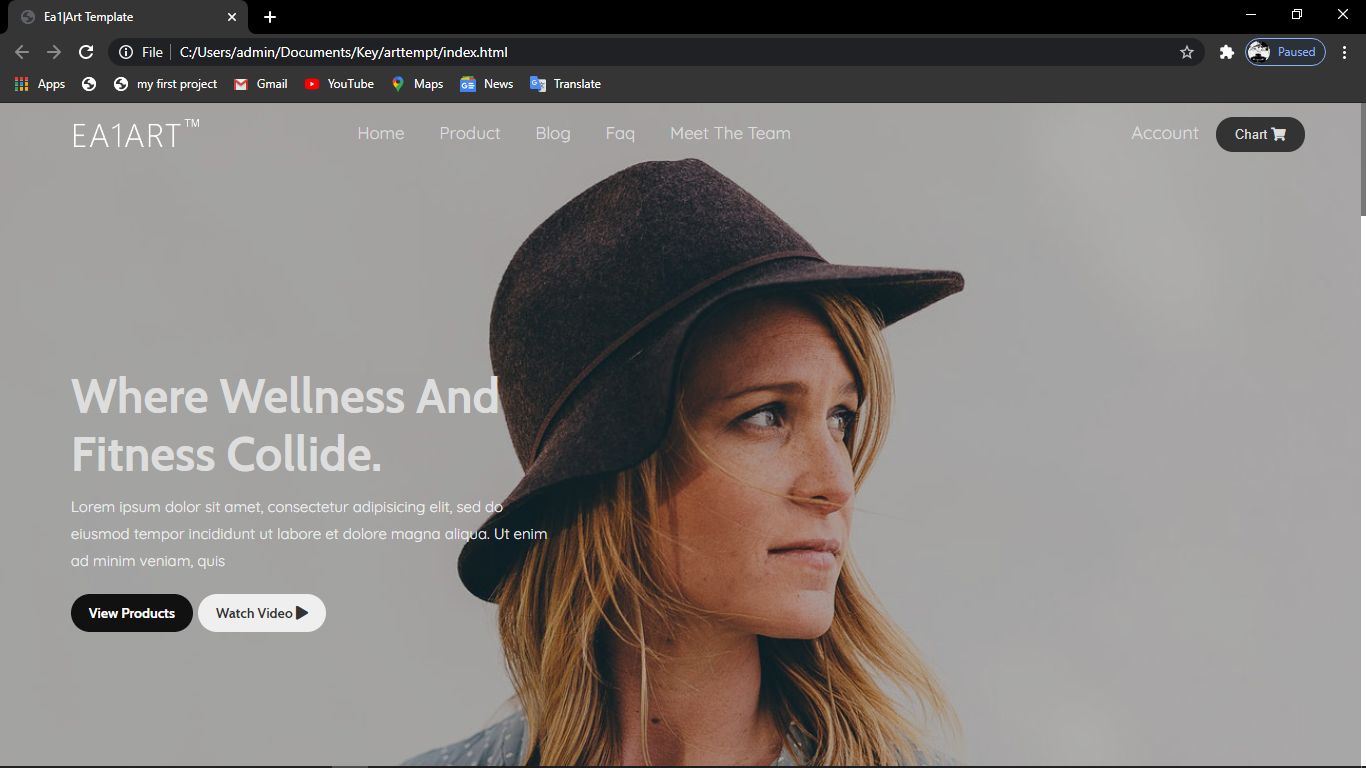 Ea1|Art Template
File C:/Users/admin/Documents/Key/arttempt/index.html
Paused
Apps my first project Gmail YouTube Maps News Translate
EA1ART™ Home Product Blog Faq Meet The Team Account Chart
Where Wellness And
Fitness Collide.
Lorem ipsum dolor sit amet, consectetur adipisicing elit, sed do
eiusmod tempor incididunt ut labore et dolore magna aliqua. Ut enim
ad minim veniam, quis
View Products Watch Video